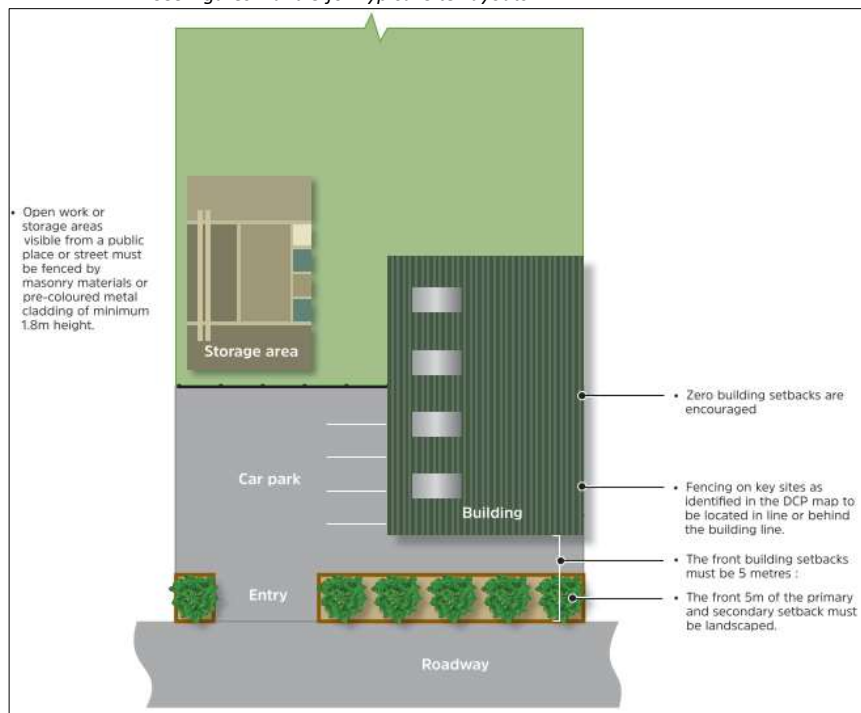 • Open work or
storage areas
visible from a public
place or street must
be fenced by
masonry materials or
pre-coloured metal
cladding of minimum
1.8m height.
Storage area
Car park
Building
Entry
Roadway
• Zero building setbacks are
encouraged
• Fencing on key sites as
identified in the DCP map to
be located in line or behind
the building line.
• The front building setbacks
must be 5 metres :
• The front 5m of the primary
and secondary setback must
be landscaped.